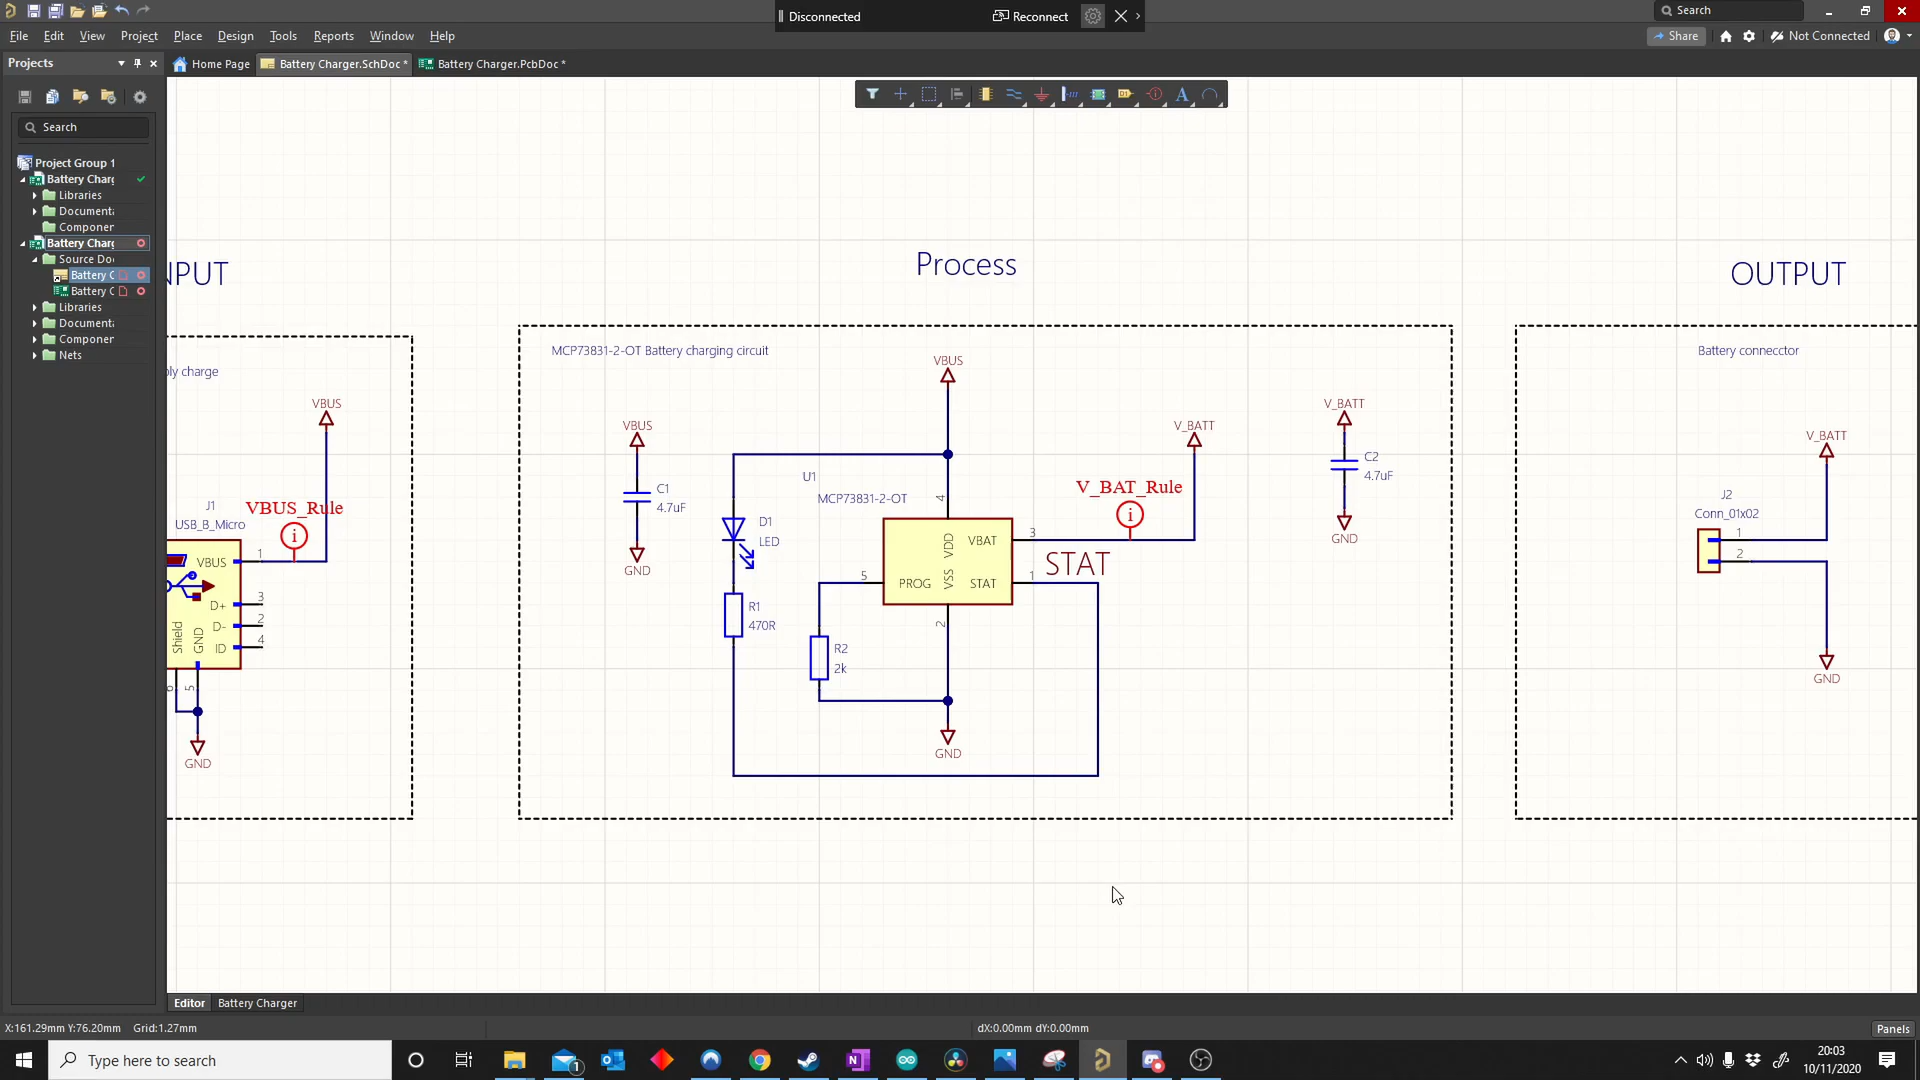 Disconnected
Reconnect
Search
File Edit View Project Place Design Tools Reports Window Help
Share
Not Connected
Projects
Home Page
Battery Charger.SchDoc *
Battery Charger.PcbDoc *
Search
Project Group 1
Battery Charg
Libraries
Documenta
Componer
Battery Charg
Source Do
Battery C
Battery C
Libraries
Documenta
Componer
Nets
NPUT
Process
OUTPUT
ly charge
MCP73831-2-OT Battery charging circuit
Battery connecctor
VBUS
VBUS
VBUS
V_BATT
V_BATT
V_BATT
J1
USB_B_Micro
VBUS_Rule
i
VBUS
1
D+
3
D-
2
ID
4
Shield
GND
6
5
GND
C1
4.7uF
GND
D1
LED
R1
470R
U1
MCP73831-2-OT
4
VDD
VBAT
3
VSS
PROG
5
STAT
1
2
STAT
R2
2k
GND
V_BAT_Rule
i
C2
4.7uF
GND
J2
Conn_01x02
1
2
GND
Editor
Battery Charger
X:161.29mm Y:76.20mm Grid:1.27mm
dX:0.00mm dY:0.00mm
Panels
Type here to search
1
20:03
10/11/2020